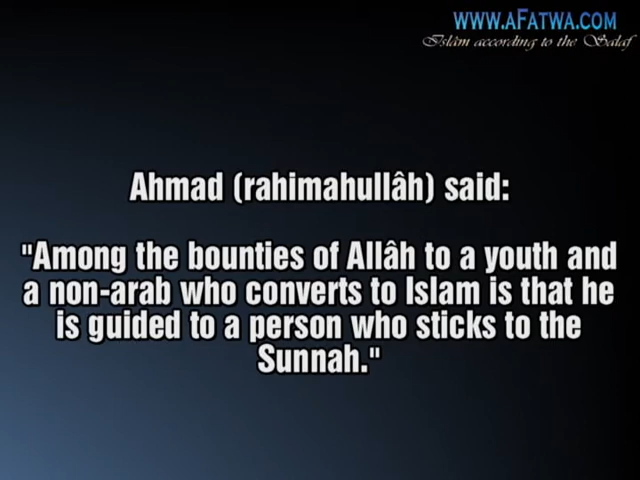 WWW.AFATWA.COM
Islâm according to the Salaf
Ahmad (rahimahullâh) said:
"Among the bounties of Allâh to a youth and
a non-arab who converts to Islam is that he
is guided to a person who sticks to the
Sunnah."